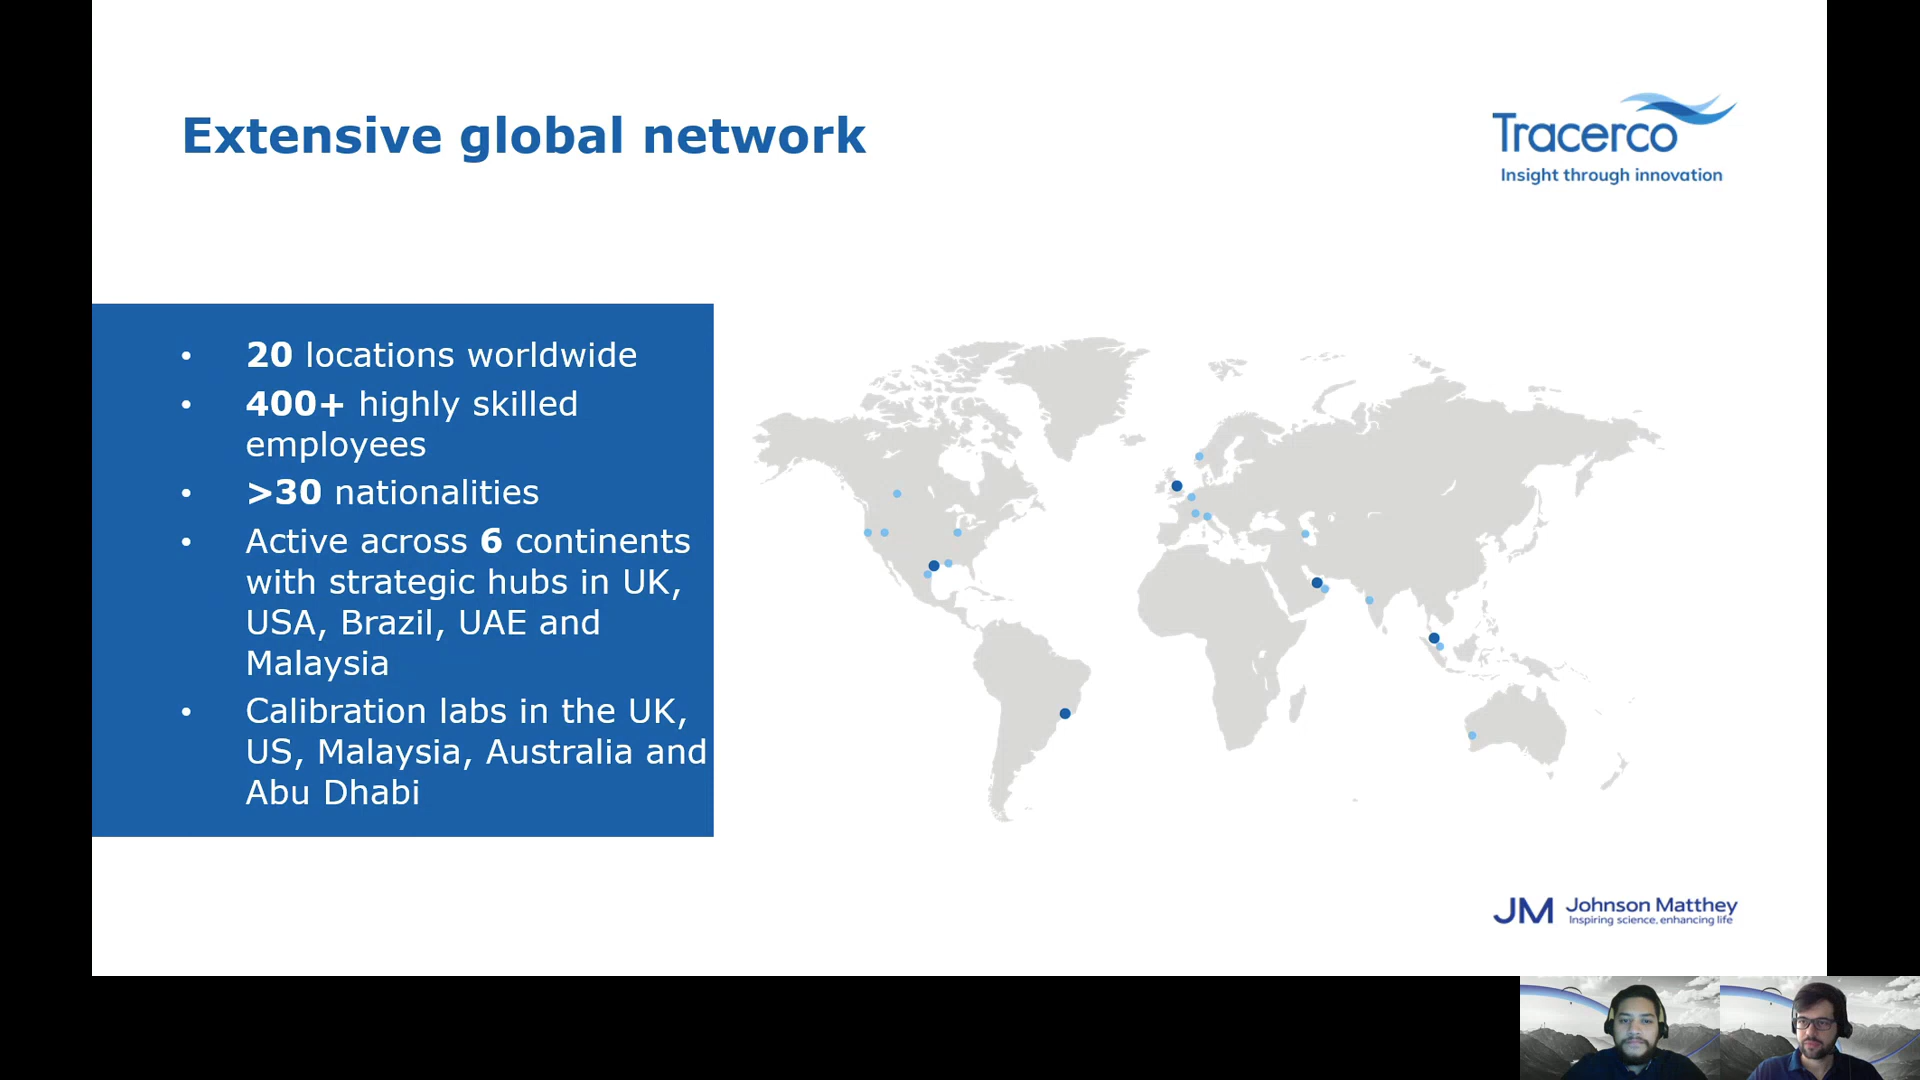 Extensive global network
Tracerco
Insight through innovation
• 20 locations worldwide
• 400+ highly skilled
employees
• >30 nationalities
• Active across 6 continents
with strategic hubs in UK,
USA, Brazil, UAE and
Malaysia
• Calibration labs in the UK,
US, Malaysia, Australia and
Abu Dhabi
JM Johnson Matthey
Inspiring science, enhancing life